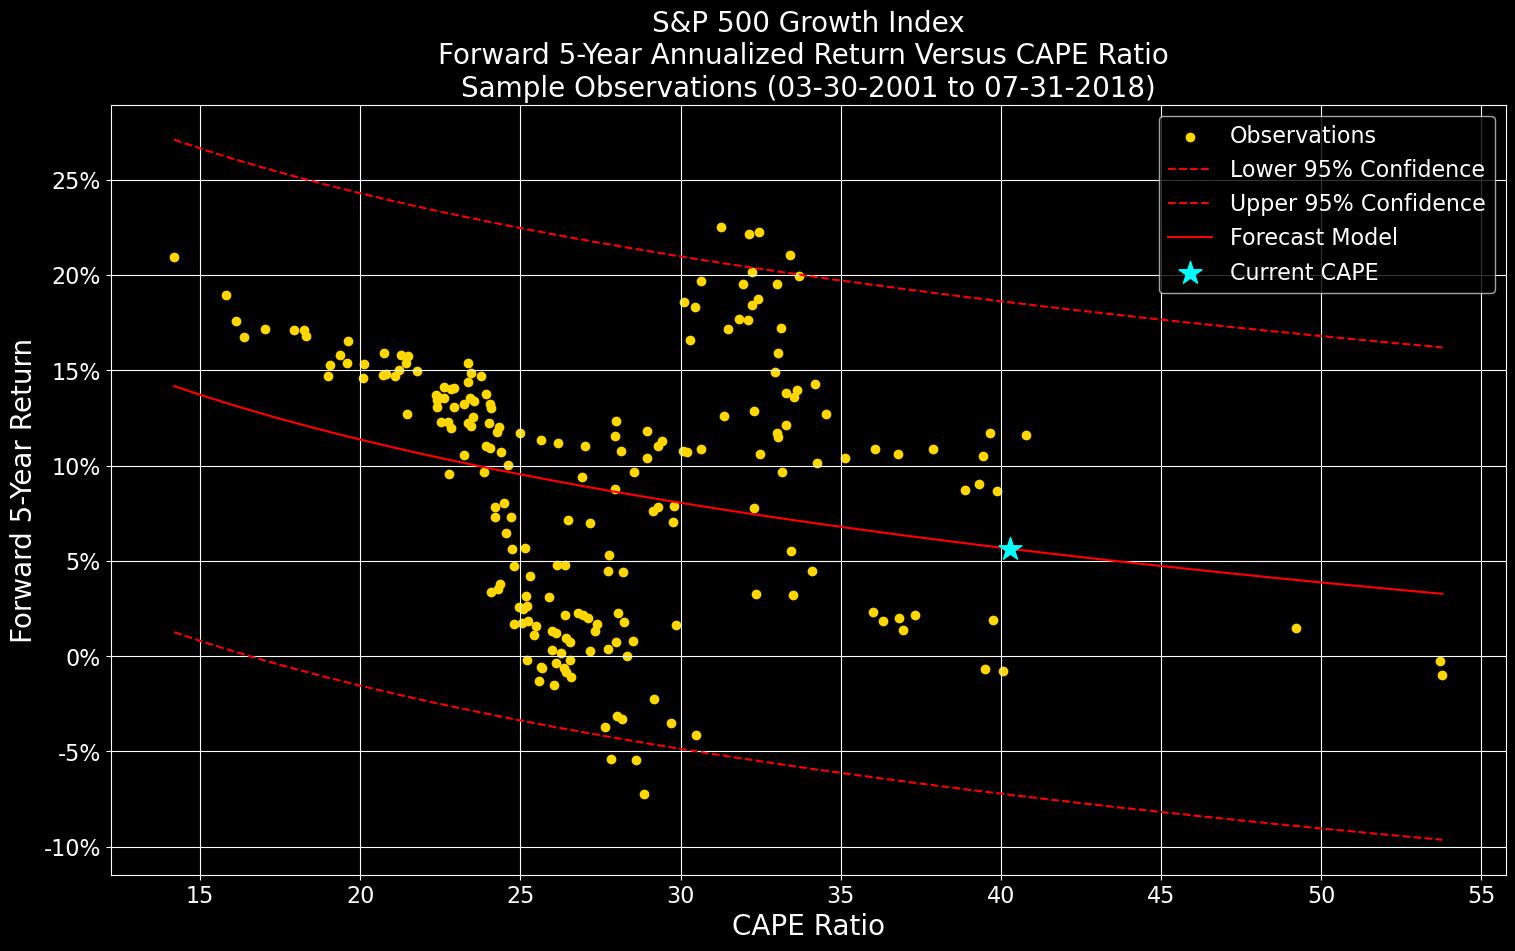 S&P 500 Growth Index
Forward 5-Year Annualized Return Versus CAPE Ratio
Sample Observations (03-30-2001 to 07-31-2018)
Observations
Lower 95% Confidence
Upper 95% Confidence
Forecast Model
Current CAPE
Forward 5-Year Return
25%
20%
15%
10%
5%
0%
-5%
-10%
15 20 25 30 35 40 45 50 55
CAPE Ratio